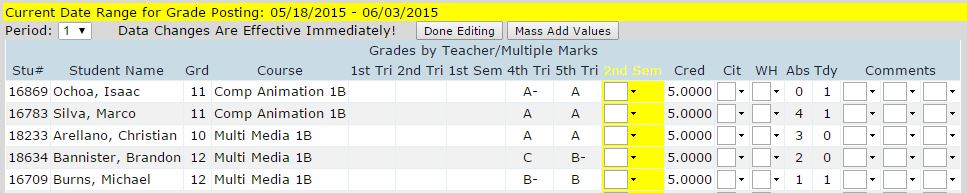 Current Date Range for Grade Posting: 05/18/2015 - 06/03/2015
Period: 1 Data Changes Are Effective Immediately! Done Editing Mass Add Values
Grades by Teacher/Multiple Marks
Stu# Student Name Grd Course 1st Tri 2nd Tri 1st Sem 4th Tri 5th Tri 2nd Sem Cred Cit WH Abs Tdy Comments
16869 Ochoa, Isaac 11 Comp Animation 1B A- A 5.0000 0 1
16783 Silva, Marco 11 Comp Animation 1B A A 5.0000 4 1
18233 Arellano, Christian 10 Multi Media 1B A A 5.0000 3 0
18634 Bannister, Brandon 12 Multi Media 1B C B- 5.0000 2 0
16709 Burns, Michael 12 Multi Media 1B B- B 5.0000 1 1